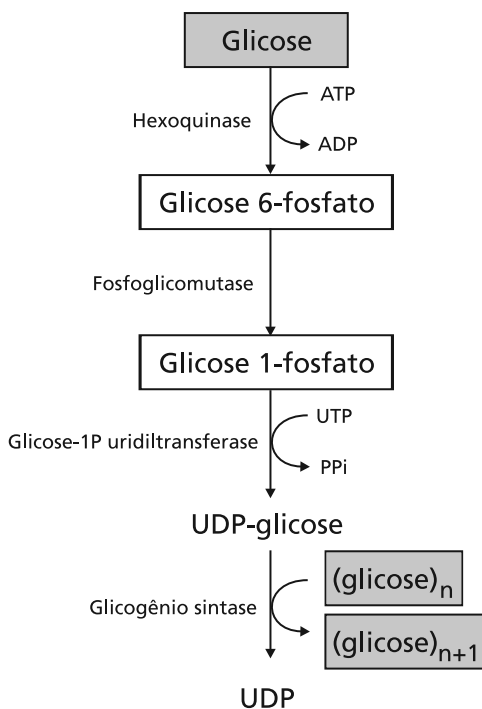 Glicose
ATP
Hexoquinase
ADP
Glicose 6-fosfato
Fosfoglicomutase
Glicose 1-fosfato
UTP
Glicose-1P uridiltransferase
PPi
UDP-glicose
(glicose)n
Glicogênio sintase
(glicose)n+1
UDP